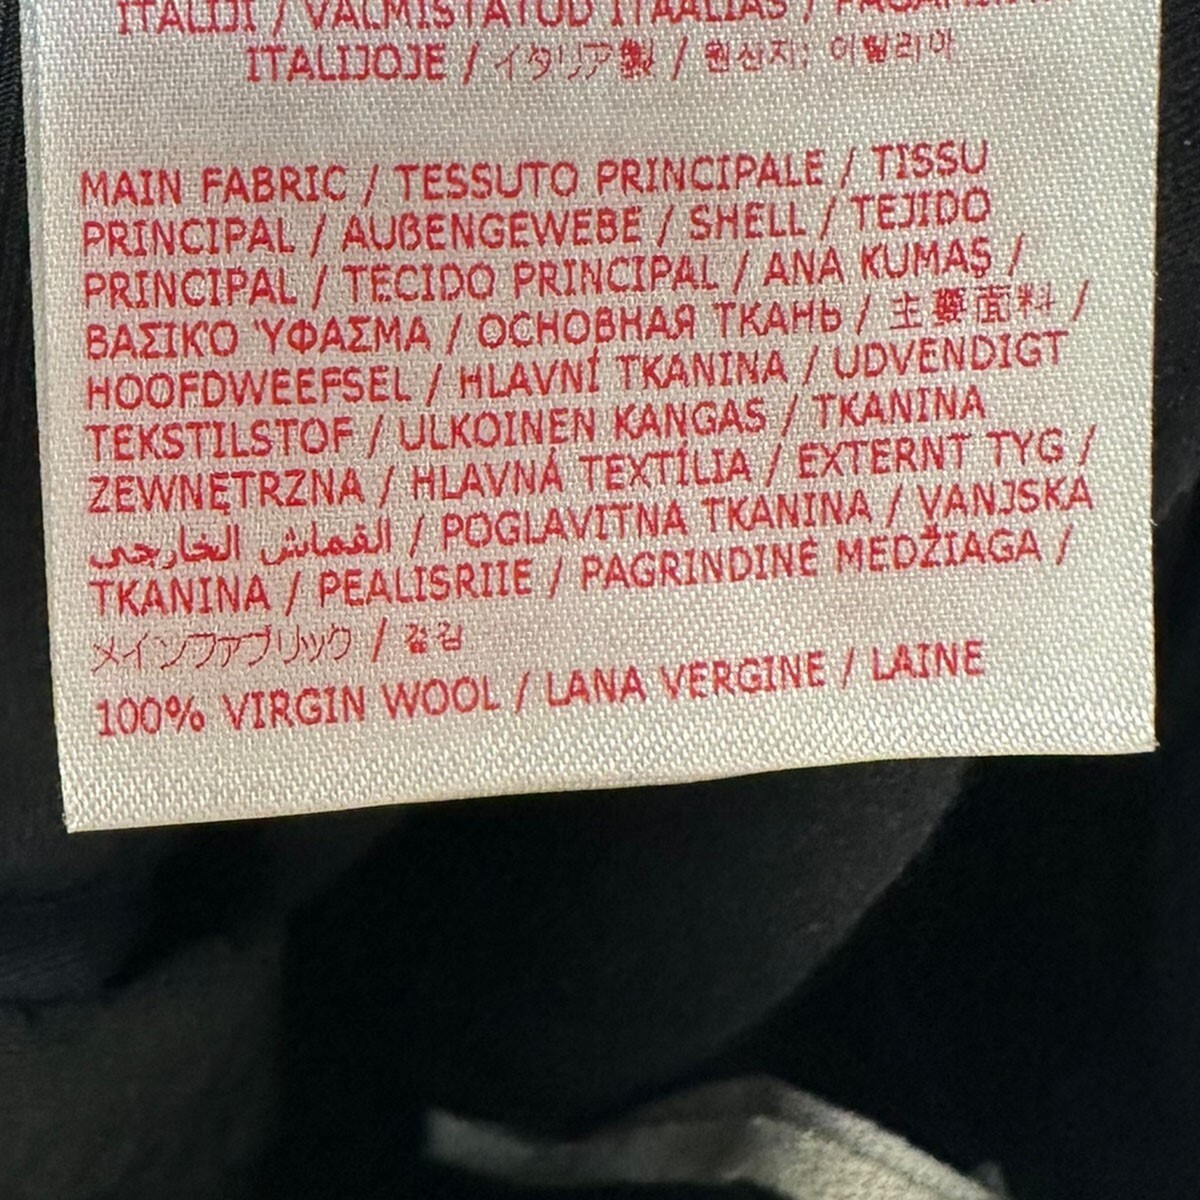 ITALIJI / VALMISTATUD ITAALIAS / PAGAMINTA
ITALIJOJE / イタリア製 / 원산지: 이탈리아
MAIN FABRIC / TESSUTO PRINCIPALE / TISSU
PRINCIPAL / AUßENGEWEBE / SHELL / TEJIDO
PRINCIPAL / TECIDO PRINCIPAL / ANA KUMAŞ /
ΒΑΣΙΚΌ ΎΦΑΣΜΑ / ОСНОВНАЯ ТКАНЬ / 主要面料 /
HOOFDWEEFSEL / HLAVNÍ TKANINA / UDVENDIGT
TEKSTILSTOF / ULKOINEN KANGAS / TKANINA
ZEWNĘTRZNA / HLAVNÁ TEXTÍLIA / EXTERNT TYG /
القماش الخارجي / POGLAVITNA TKANINA / VANJSKA
TKANINA / PEALISRIIE / PAGRINDINĖ MEDŽIAGA /
メインファブリック / 겉감
100% VIRGIN WOOL / LANA VERGINE / LAINE